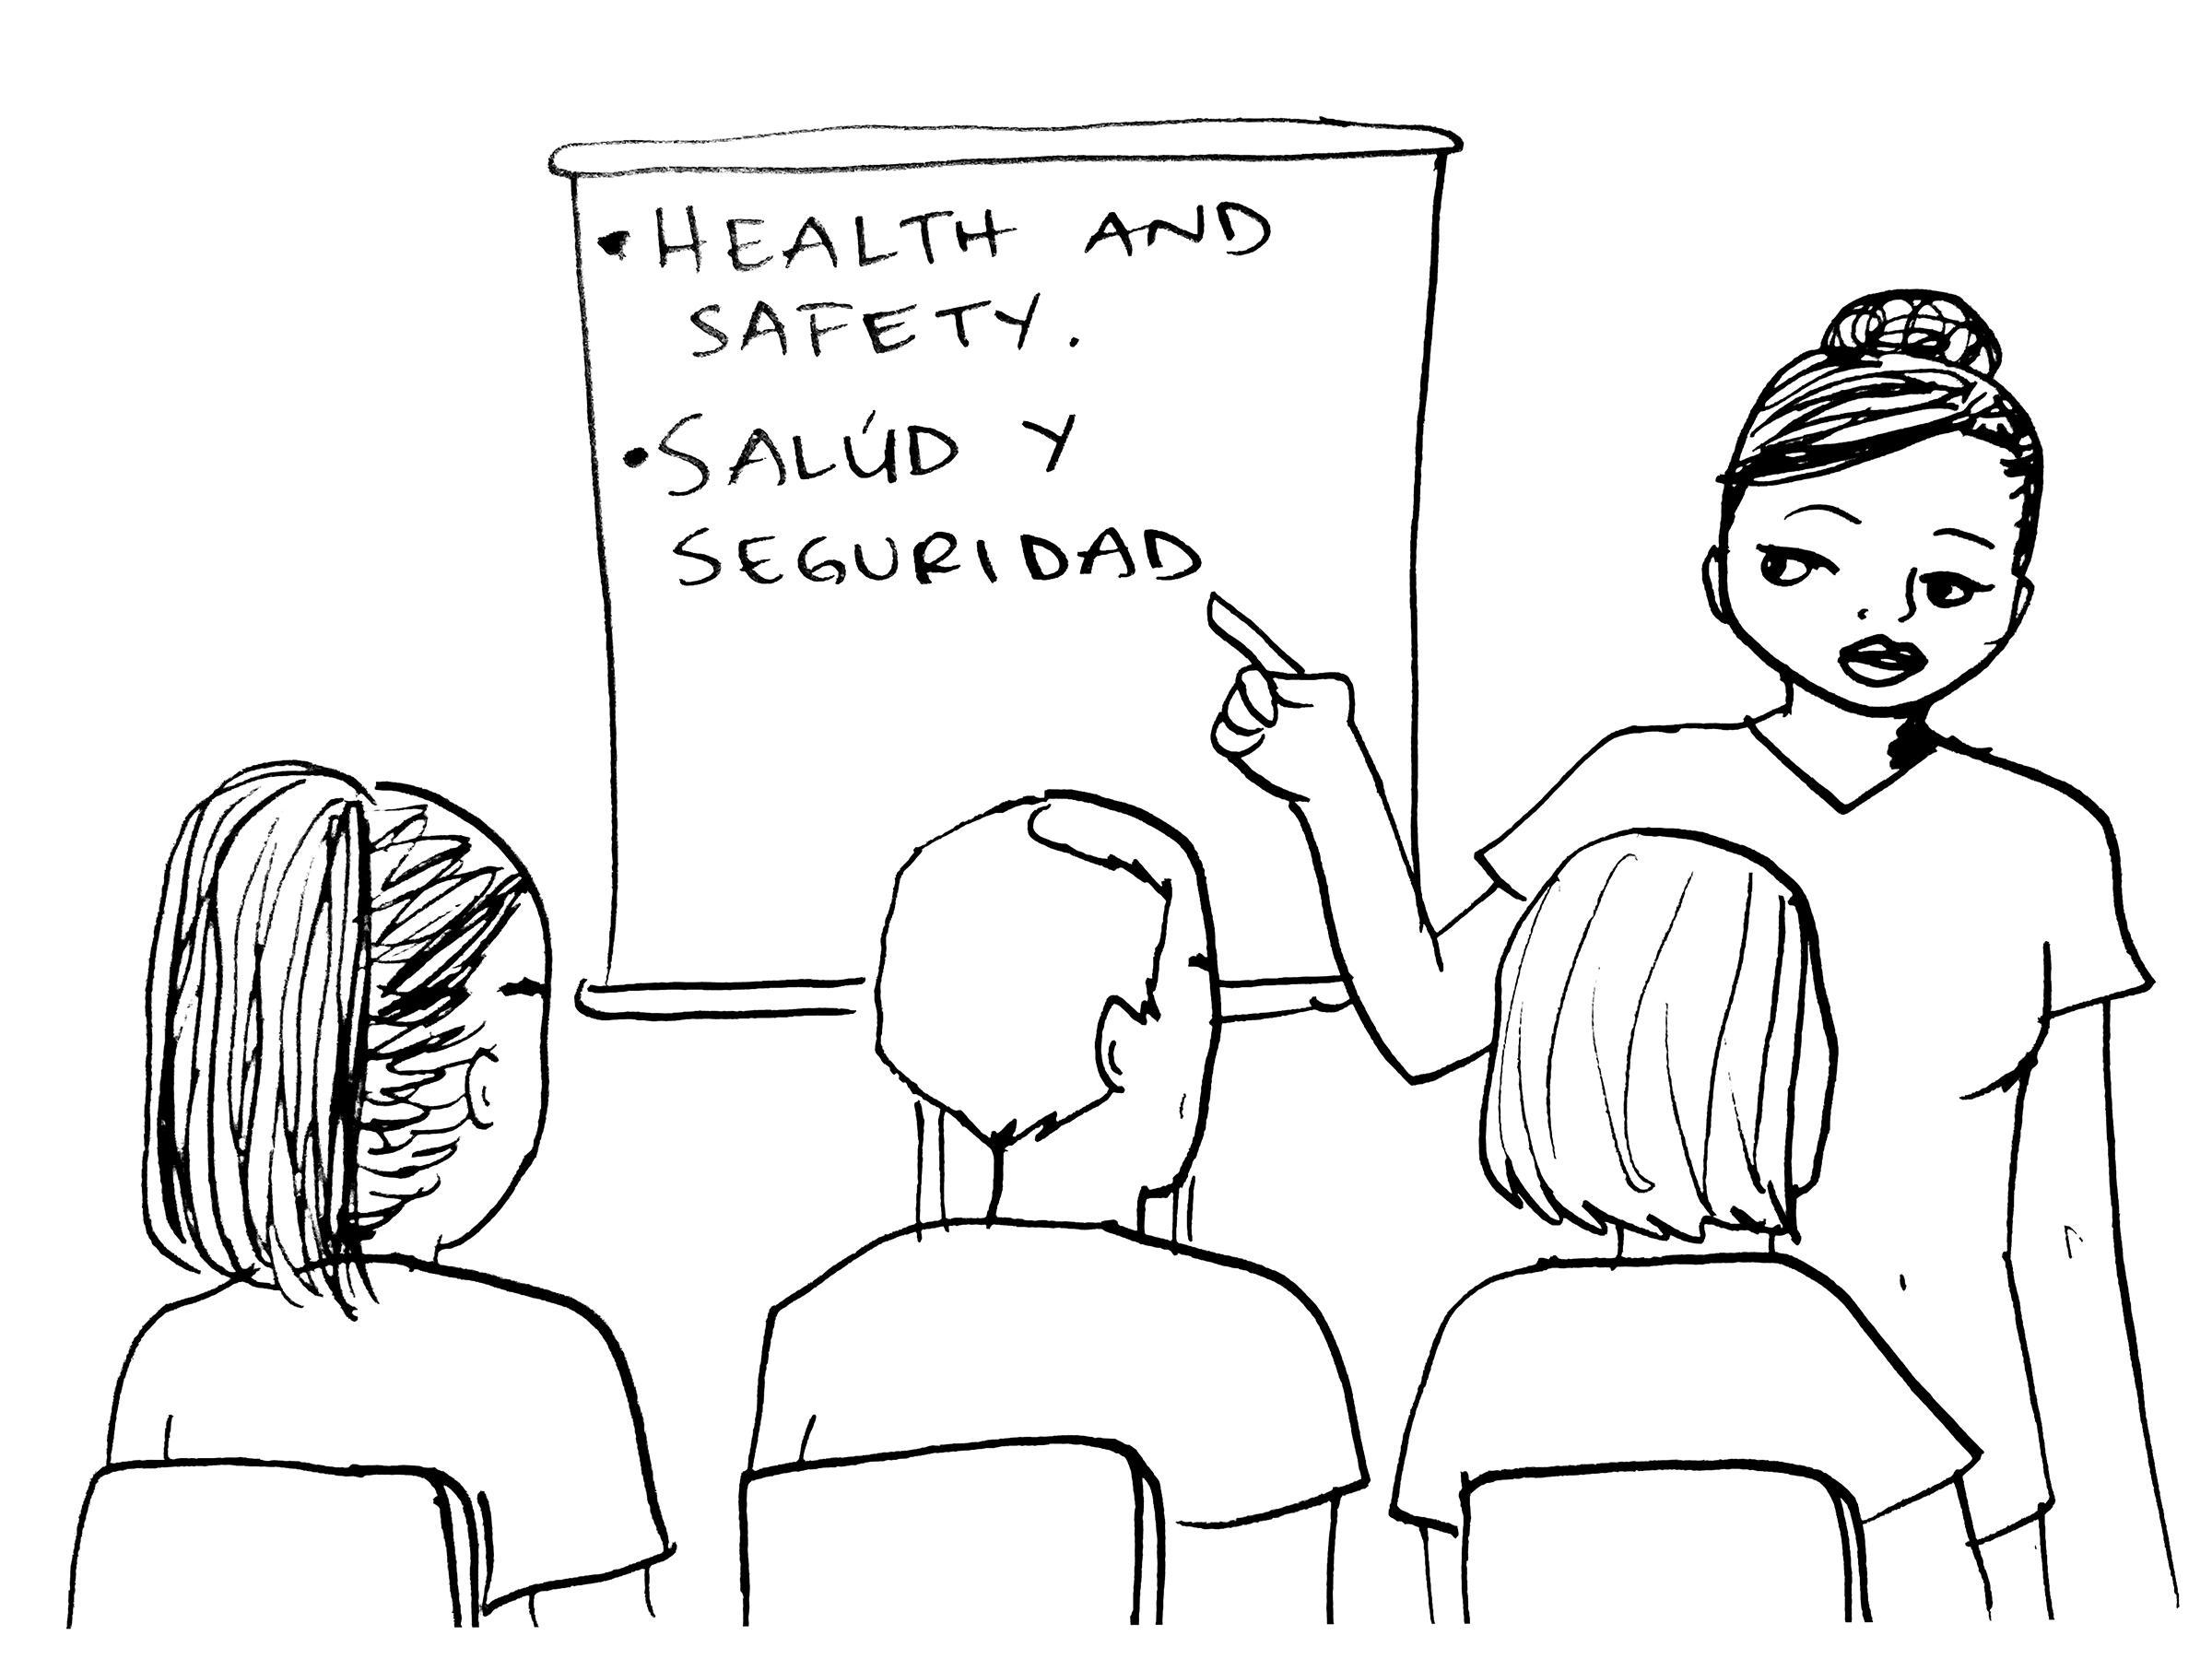 • HEALTH AND
SAFETY.
• SALÚD Y
SEGURIDAD